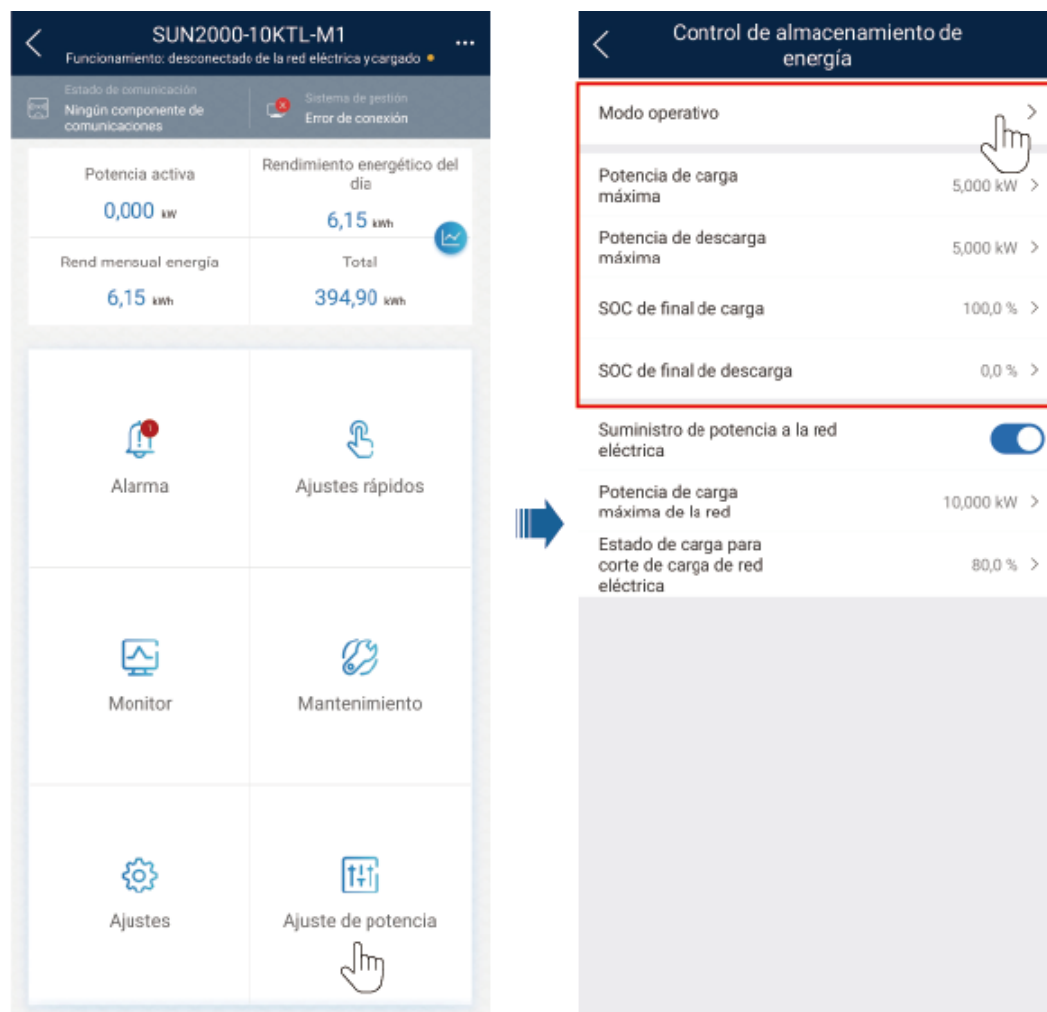 SUN2000-10KTL-M1
Funcionamiento: desconectado de la red eléctrica y cargado
Estado de comunicación
Ningún componente de
comunicaciones
Sistema de gestión
Error de conexión
Potencia activa
0,000 kW
Rendimiento energético del
día
6,15 kWh
Rend mensual energía
6,15 kWh
Total
394,90 kWh
1
Alarma
Ajustes rápidos
Monitor
Mantenimiento
Ajustes
Ajuste de potencia
Control de almacenamiento de
energía
Modo operativo
Potencia de carga
máxima
5,000 kW
Potencia de descarga
máxima
5,000 kW
SOC de final de carga
100,0 %
SOC de final de descarga
0,0 %
Suministro de potencia a la red
eléctrica
Potencia de carga
máxima de la red
10,000 kW
Estado de carga para
corte de carga de red
eléctrica
80,0 %